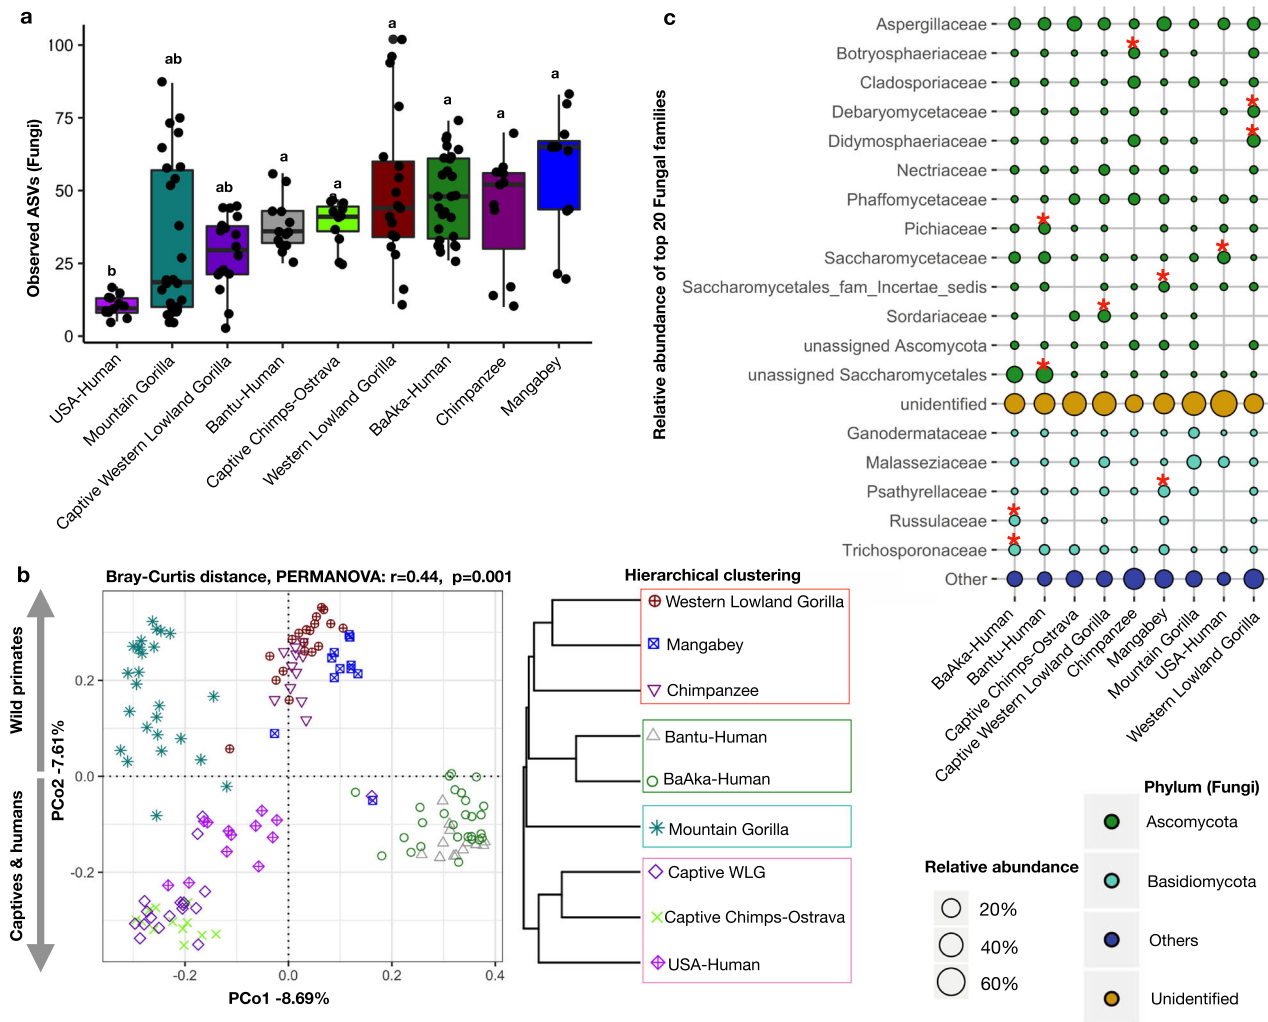 a
Observed ASVs (Fungi)
100
75
50
25
0
b
ab
ab
a
a
a
a
a
a
USA-Human
Mountain Gorilla
Captive Western Lowland Gorilla
Bantu-Human
Captive Chimps-Ostrava
Western Lowland Gorilla
BAAka-Human
Chimpanzee
Mangabey
c
Relative abundance of top 20 Fungal families
Aspergillaceae
Botryosphaeriaceae
Cladosporiaceae
Debaryomycetaceae
Didymosphaeriaceae
Nectriaceae
Phaffomycetaceae
Pichiaceae
Saccharomycetaceae
Saccharomycetales_fam_Incertae_sedis
Sordariaceae
unassigned Ascomycota
unassigned Saccharomycetales
unidentified
Ganodermataceae
Malasseziaceae
Psathyrellaceae
Russulaceae
Trichosporonaceae
Other
BaAka-Human
Bantu-Human
Captive Chimps-Ostrava
Captive Western Lowland Gorilla
Chimpanzee
Mangabey
Mountain Gorilla
USA-Human
Western Lowland Gorilla
b
Bray-Curtis distance, PERMANOVA: r=0.44, p=0.001
Wild primates
Captives & humans
PCo2 -7.61%
0.2
0.0
-0.2
-0.2
0.0
0.2
0.4
PCo1 -8.69%
Hierarchical clustering
Western Lowland Gorilla
Mangabey
Chimpanzee
Bantu-Human
BaAka-Human
Mountain Gorilla
Captive WLG
Captive Chimps-Ostrava
USA-Human
Relative abundance
20%
40%
60%
Phylum (Fungi)
Ascomycota
Basidiomycota
Others
Unidentified